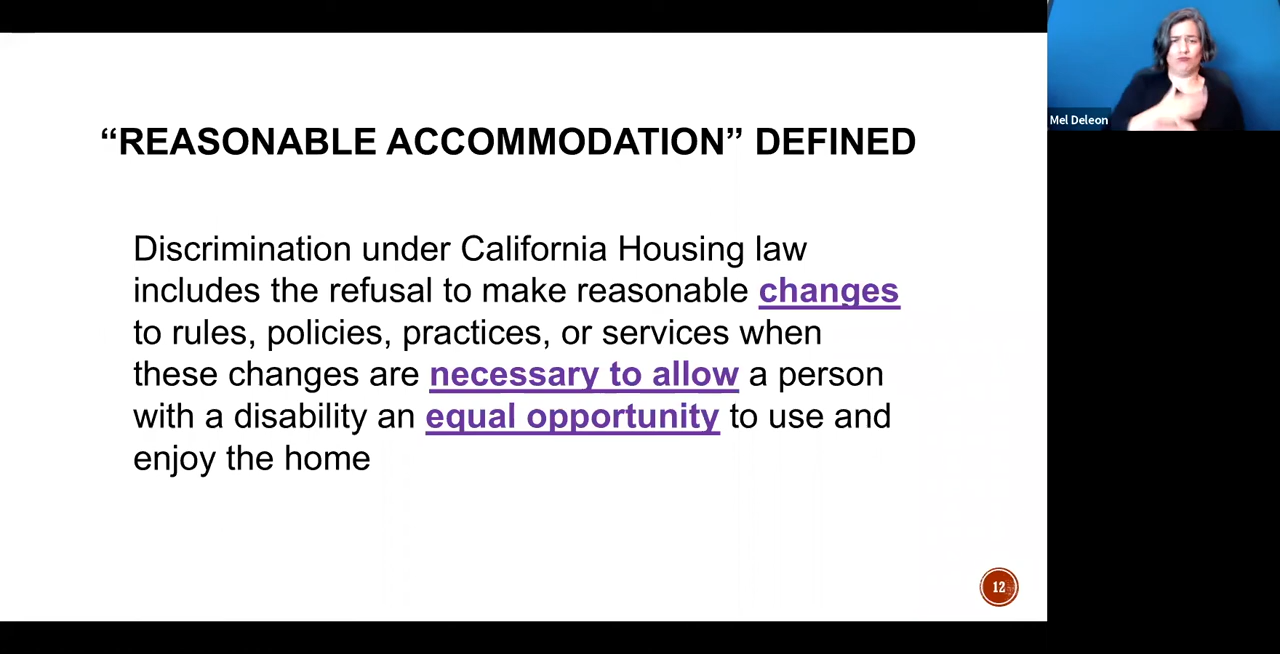 “REASONABLE ACCOMMODATION” DEFINED
Discrimination under California Housing law
includes the refusal to make reasonable changes
to rules, policies, practices, or services when
these changes are necessary to allow a person
with a disability an equal opportunity to use and
enjoy the home
12
Mel Deleon